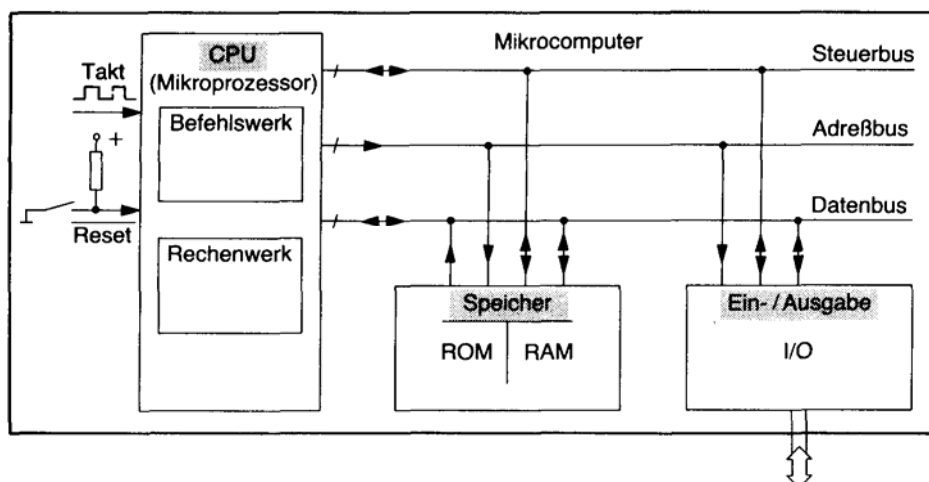 CPU
(Mikroprozessor)
Takt
Befehlswerk
+
Reset
Rechenwerk
Mikrocomputer
Steuerbus
Adreßbus
Datenbus
Speicher
ROM RAM
Ein- / Ausgabe
I/O